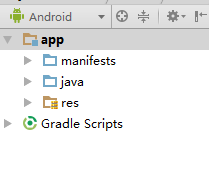 Android
app
manifests
java
res
Gradle Scripts